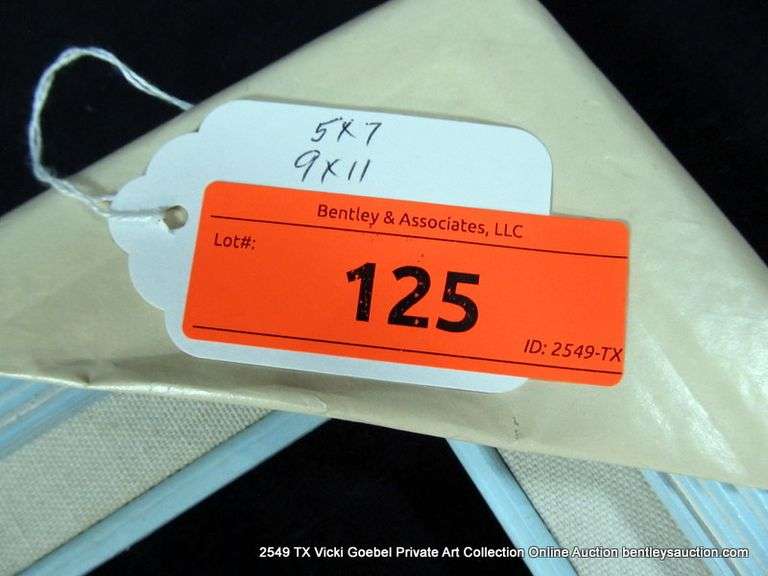 5x7
9x11
Bentley & Associates, LLC
Lot#:
125
ID: 2549-TX
2549 TX Vicki Goebel Private Art Collection Online Auction bentleysauction.com